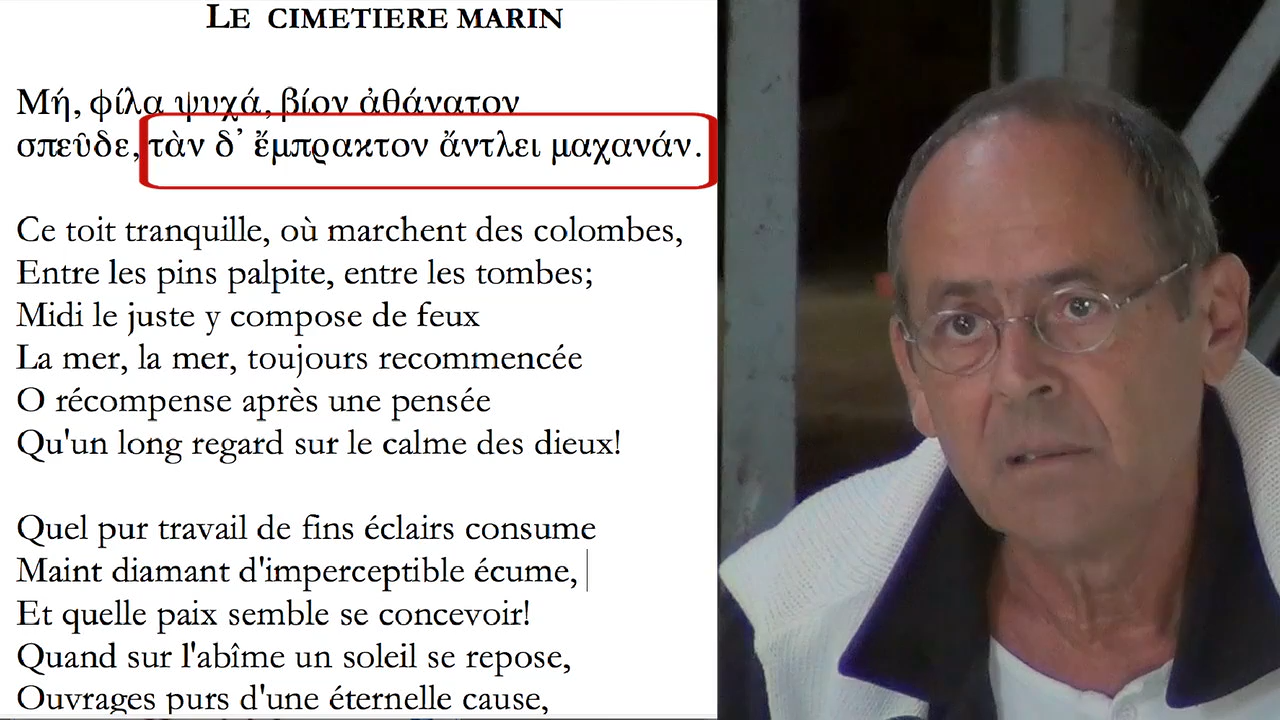 LE CIMETIERE MARIN
Μή, φίλα ψυχά, βίον ἀθάνατον
σπεῦδε, τὰν δ’ ἔμπρακτον ἄντλει μαχανάν.
Ce toit tranquille, où marchent des colombes,
Entre les pins palpite, entre les tombes;
Midi le juste y compose de feux
La mer, la mer, toujours recommencée
O récompense après une pensée
Qu'un long regard sur le calme des dieux!
Quel pur travail de fins éclairs consume
Maint diamant d'imperceptible écume,
Et quelle paix semble se concevoir!
Quand sur l'abîme un soleil se repose,
Ouvrages purs d'une éternelle cause,